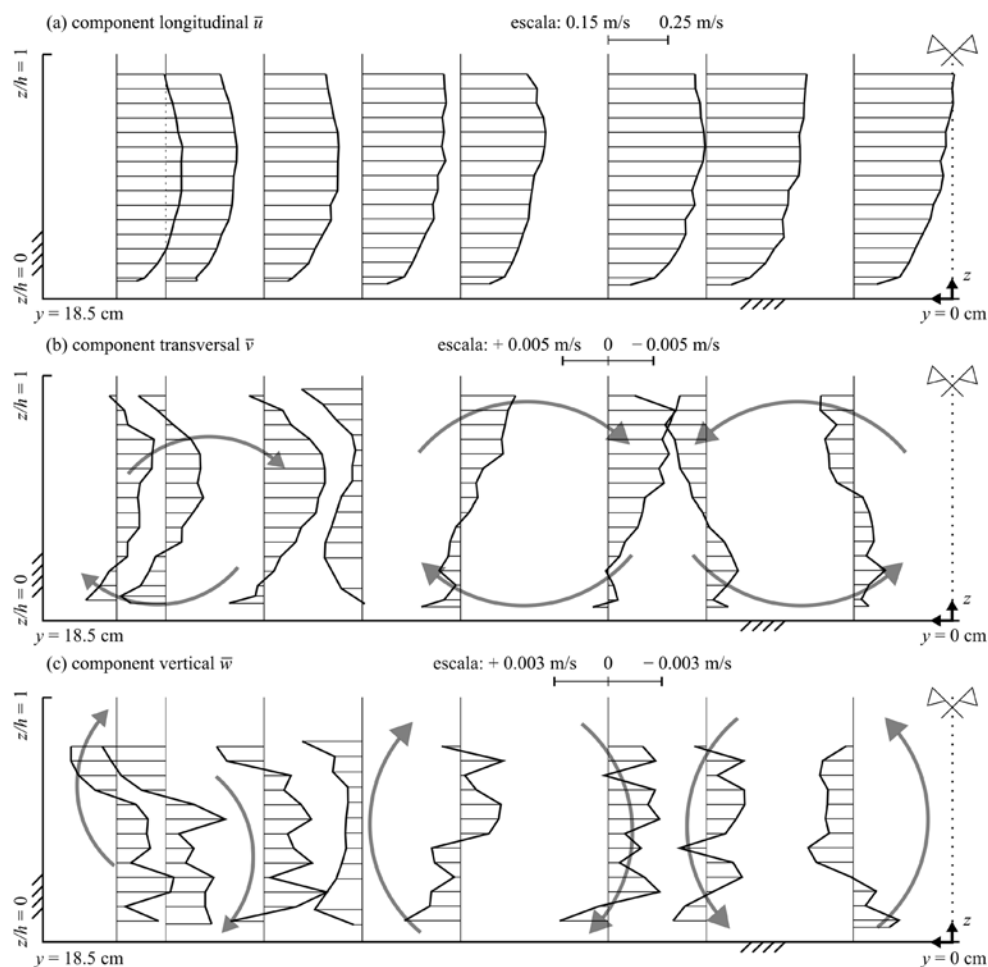 (a) component longitudinal u̅
escala: 0.15 m/s 0.25 m/s
z/h = 1
z/h = 0
z
y = 18.5 cm
y = 0 cm
(b) component transversal v̅
escala: + 0.005 m/s 0 − 0.005 m/s
z/h = 1
z/h = 0
z
y = 18.5 cm
y = 0 cm
(c) component vertical w̅
escala: + 0.003 m/s 0 − 0.003 m/s
z/h = 1
z/h = 0
z
y = 18.5 cm
y = 0 cm